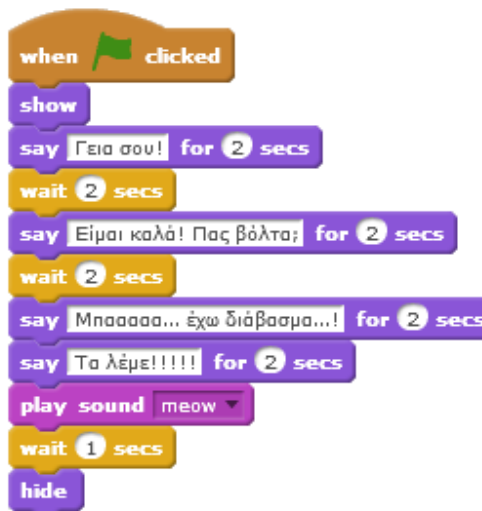 when clicked
show
say Γεια σου! for 2 secs
wait 2 secs
say Είμαι καλά! Πας βόλτα; for 2 secs
wait 2 secs
say Μπααααα... έχω διάβασμα...! for 2 secs
say Τα λέμε!!!!! for 2 secs
play sound meow
wait 1 secs
hide